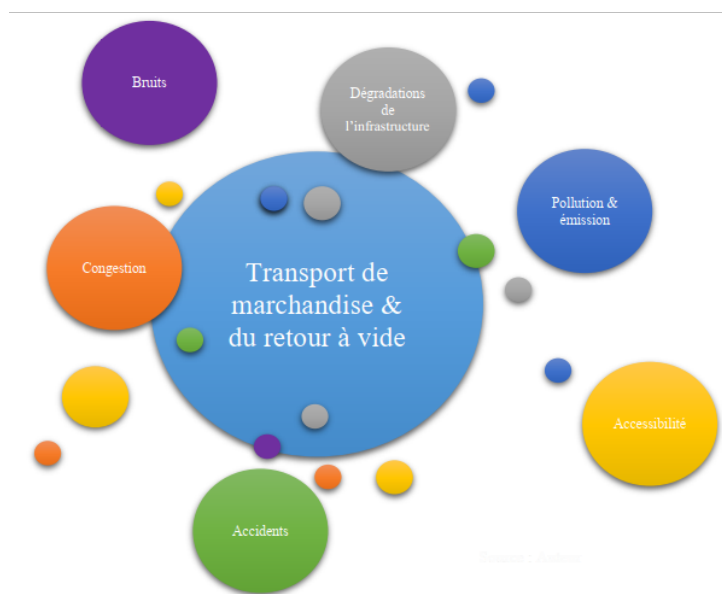 Bruits
Dégradations
de
l'infrastructure
Pollution &
émission
Congestion
Transport de
marchandise &
du retour à vide
Accessibilité
Accidents